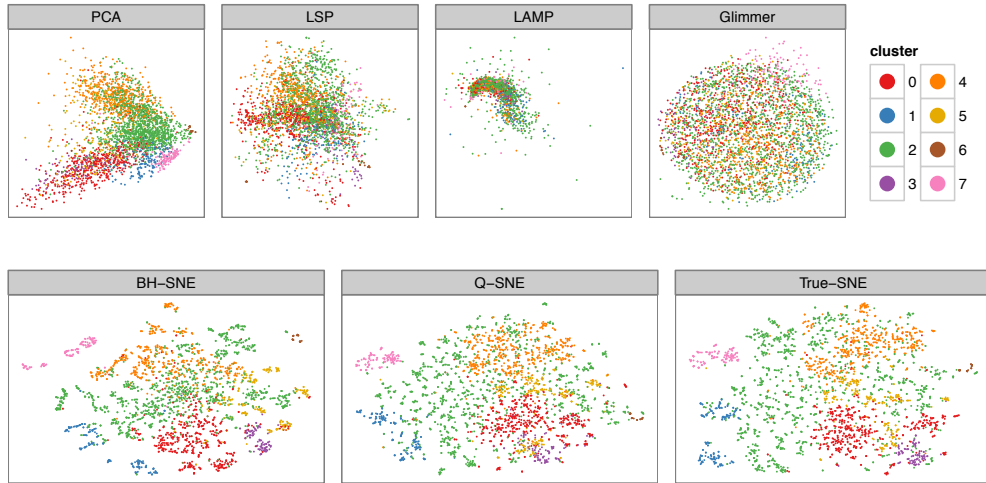 PCA
LSP
LAMP
Glimmer
cluster
0 4
1 5
2 6
3 7
BH−SNE
Q−SNE
True−SNE